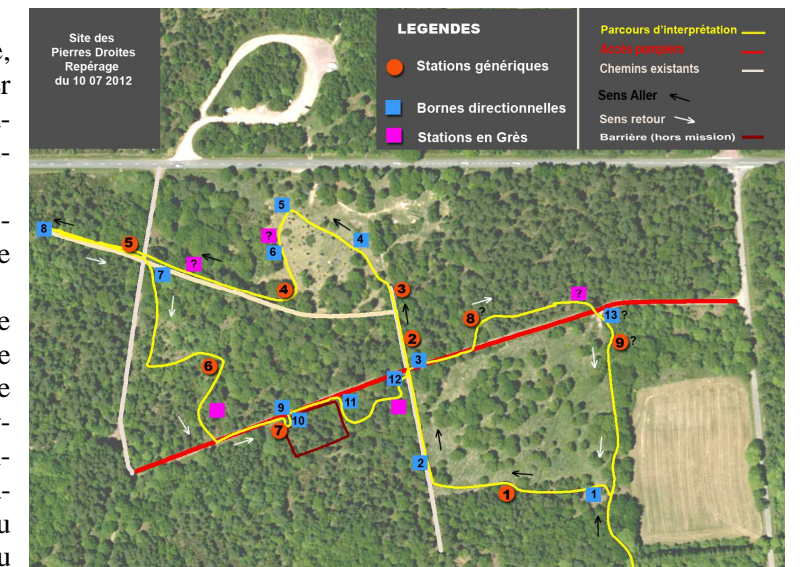 e,
er
-
-
-
e
e
e
e
r-
-
-
u
u
Site des
Pierres Droites
Repérage
du 10 07 2012
LEGENDES
Stations génériques
Bornes directionnelles
Stations en Grès
Parcours d'interprétation
Accès pompiers
Chemins existants
Sens Aller
Sens retour
Barrière (hors mission)
5
8
5
?
4
?
6
7
4
3
?
8 ?
13 ?
2
9 ?
3
6
12
11
9
10
7
2
1
1